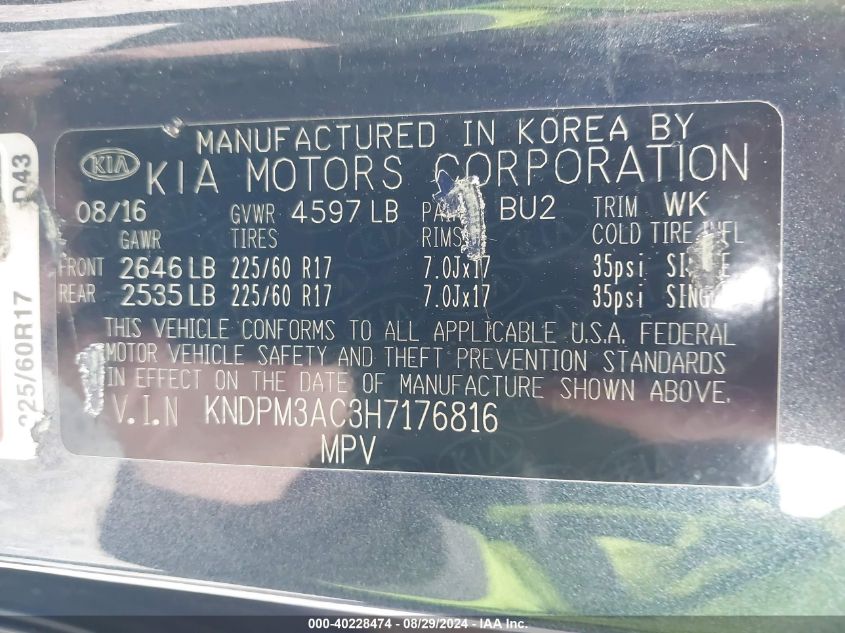 MANUFACTURED IN KOREA BY
KIA KIA MOTORS CORPORATION
08/16 GVWR 4597 LB BU2 TRIM WK
GAWR TIRES RIMS COLD TIRE
FRONT 2646 LB 225/60 R17 7.0Jx17 35psi
REAR 2535 LB 225/60 R17 7.0Jx17 35psi
THIS VEHICLE CONFORMS TO ALL APPLICABLE U.S.A. FEDERAL
MOTOR VEHICLE SAFETY AND THEFT PREVENTION STANDARDS
IN EFFECT ON THE DATE OF MANUFACTURE SHOWN ABOVE.
V.I.N KNDPM3AC3H7176816
MPV
D43
225/60R17
000-40228474 - 08/29/2024 - IAA Inc.